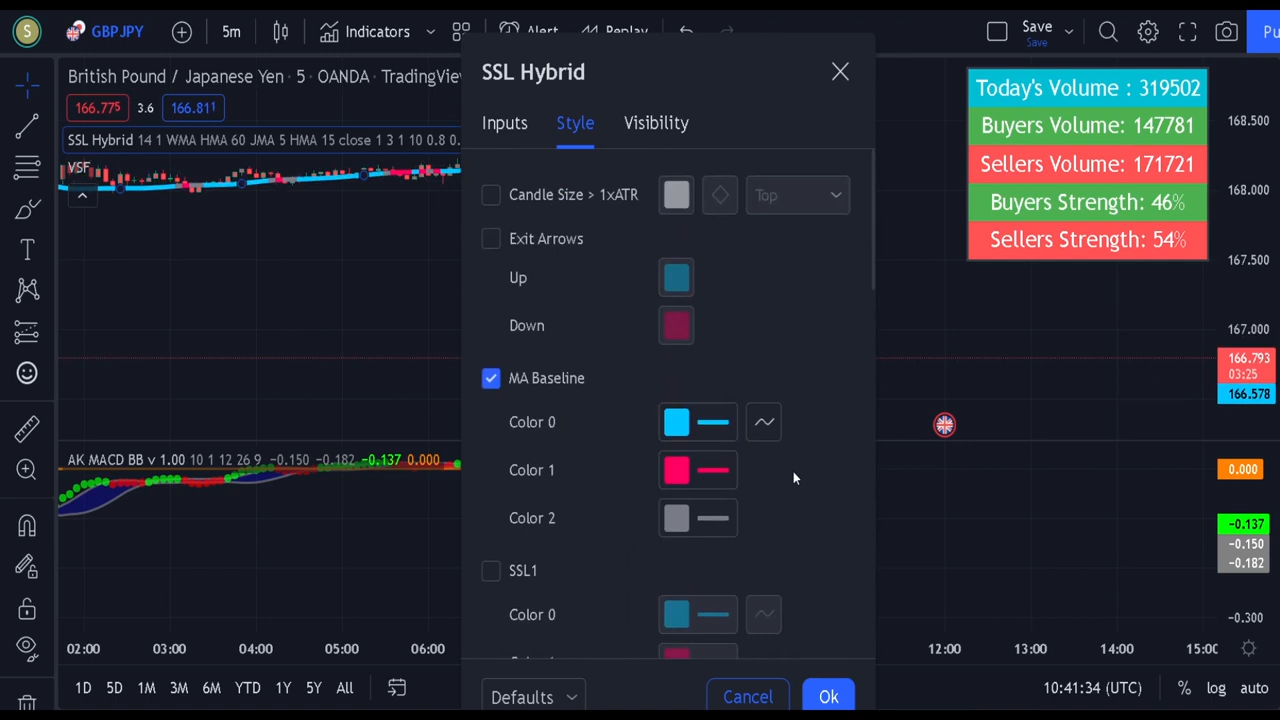 S GBPJPY 5m Indicators Alert Replay Save
Save
British Pound / Japanese Yen · 5 · OANDA · TradingView
166.775 3.6 166.811
SSL Hybrid 14 1 WMA HMA 60 JMA 5 HMA 15 close 1 3 1 10 0.8 0.
VSF
SSL Hybrid
Inputs Style Visibility
Candle Size > 1xATR Top
Exit Arrows
Up
Down
MA Baseline
Color 0
Color 1
Color 2
SSL1
Color 0
Defaults Cancel Ok
Today's Volume : 319502
Buyers Volume: 147781
Sellers Volume: 171721
Buyers Strength: 46%
Sellers Strength: 54%
168.500
168.000
167.500
167.000
166.793
03:25
166.578
AK MACD BB v 1.00 10 1 12 26 9 −0.150 −0.182 −0.137 0.000
0.000
−0.137
−0.150
−0.182
−0.300
02:00 03:00 04:00 05:00 06:00 12:00 13:00 14:00 15:00
1D 5D 1M 3M 6M YTD 1Y 5Y All 10:41:34 (UTC) % log auto